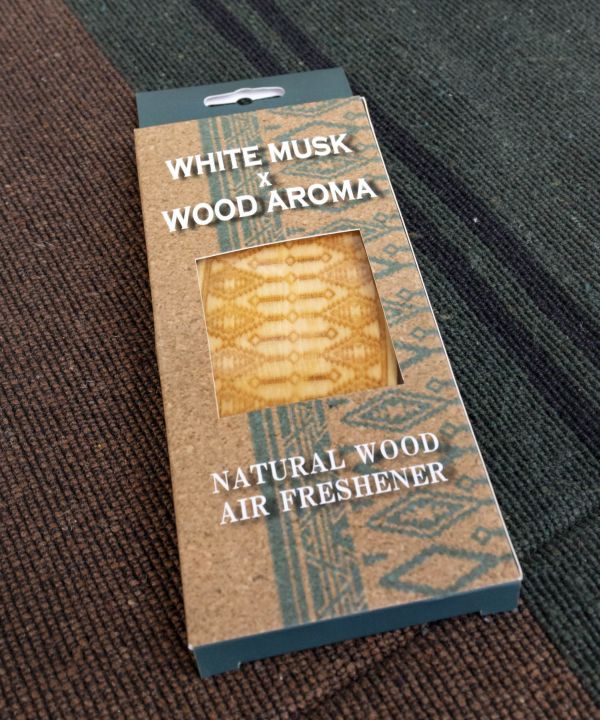 WHITE MUSK
x
WOOD AROMA
NATURAL WOOD
AIR FRESHENER